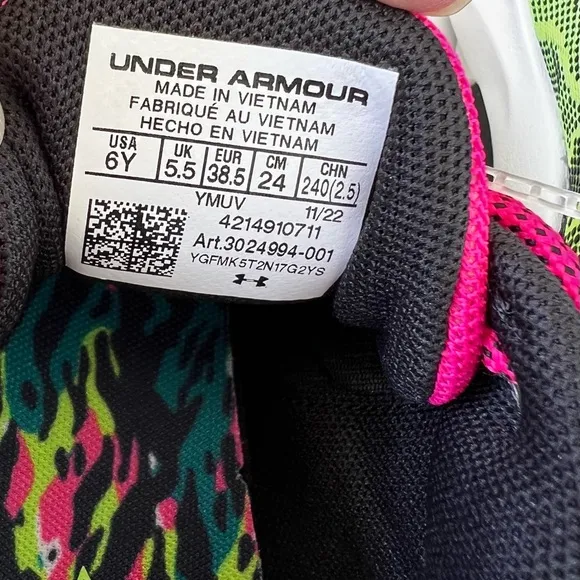 UNDER ARMOUR
MADE IN VIETNAM
FABRIQUÉ AU VIETNAM
HECHO EN VIETNAM
USA UK EUR CM CHN
6Y 5.5 38.5 24 240(2.5)
YMUV 11/22
4214910711
Art.3024994-001
YGFMK5T2N17G2YS